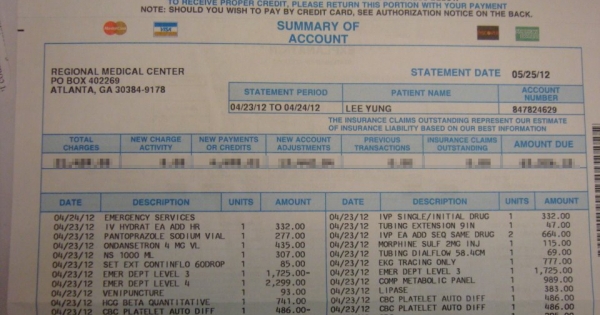 TO RECEIVE PROPER CREDIT, PLEASE RETURN THIS PORTION WITH YOUR PAYMENT
NOTE: SHOULD YOU WISH TO PAY BY CREDIT CARD, SEE AUTHORIZATION NOTICE ON THE BACK.
MasterCard VISA
SUMMARY OF
ACCOUNT
REGIONAL MEDICAL CENTER
PO BOX 402269
ATLANTA, GA 30384-9178
STATEMENT DATE 05/25/12
STATEMENT PERIOD PATIENT NAME ACCOUNT NUMBER
04/23/12 TO 04/24/12 LEE YUNG 847824629
THE INSURANCE CLAIMS OUTSTANDING REPRESENT OUR ESTIMATE
OF INSURANCE LIABILITY BASED ON OUR BEST INFORMATION
TOTAL CHARGES NEW CHARGE ACTIVITY NEW PAYMENTS OR CREDITS NEW ACCOUNT ADJUSTMENTS PREVIOUS TRANSACTIONS INSURANCE CLAIMS OUTSTANDING AMOUNT DUE
DATE DESCRIPTION UNITS AMOUNT DATE DESCRIPTION UNITS AMOUNT
04/24/12 EMERGENCY SERVICES
04/23/12 IV HYDRAT EA ADD HR 1 332.00
04/23/12 PANTOPRAZOLE SODIUM VIAL 1 277.00
04/23/12 ONDANSETRON 4 MG VL 1 435.00
04/23/12 NS 1000 ML 1 307.00
04/23/12 SET EXT CONTINFLO 60DROP 1 85.00
04/23/12 EMER DEPT LEVEL 3 1 1,725.00-
04/23/12 EMER DEPT LEVEL 4 1 2,299.00
04/23/12 VENIPUNCTURE 1 93.00
04/23/12 HCG BETA QUANTITATIVE 1 741.00
04/23/12 CBC PLATELET AUTO DIFF 1 486.00-
04/23/12 IVP SINGLE/INITIAL DRUG 1 332.00
04/23/12 TUBING EXTENSION 9IN 1 47.00
04/23/12 IVP EA ADD SEQ SAME DRUG 2 664.00
04/23/12 MORPHINE SULF 2MG INJ 1 115.00
04/23/12 TUBING DIALFLOW 58.4CM 1 69.00
04/23/12 EKG TRACING ONLY 1 777.00
04/23/12 EMER DEPT LEVEL 3 1 1,725.00
04/23/12 COMP METABOLIC PANEL 1 989.00
04/23/12 LIPASE 1 383.00
04/23/12 CBC PLATELET AUTO DIFF 1 486.00
04/23/12 CBC PLATELET AUTO DIFF 1 486.00